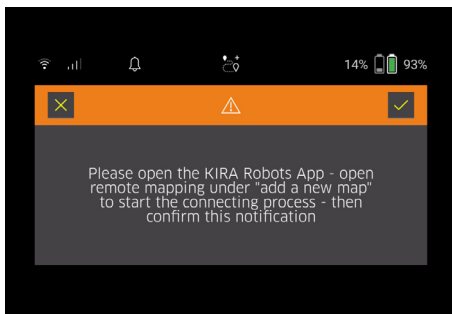 14% 93%
Please open the KIRA Robots App - open
remote mapping under "add a new map"
to start the connecting process - then
confirm this notification